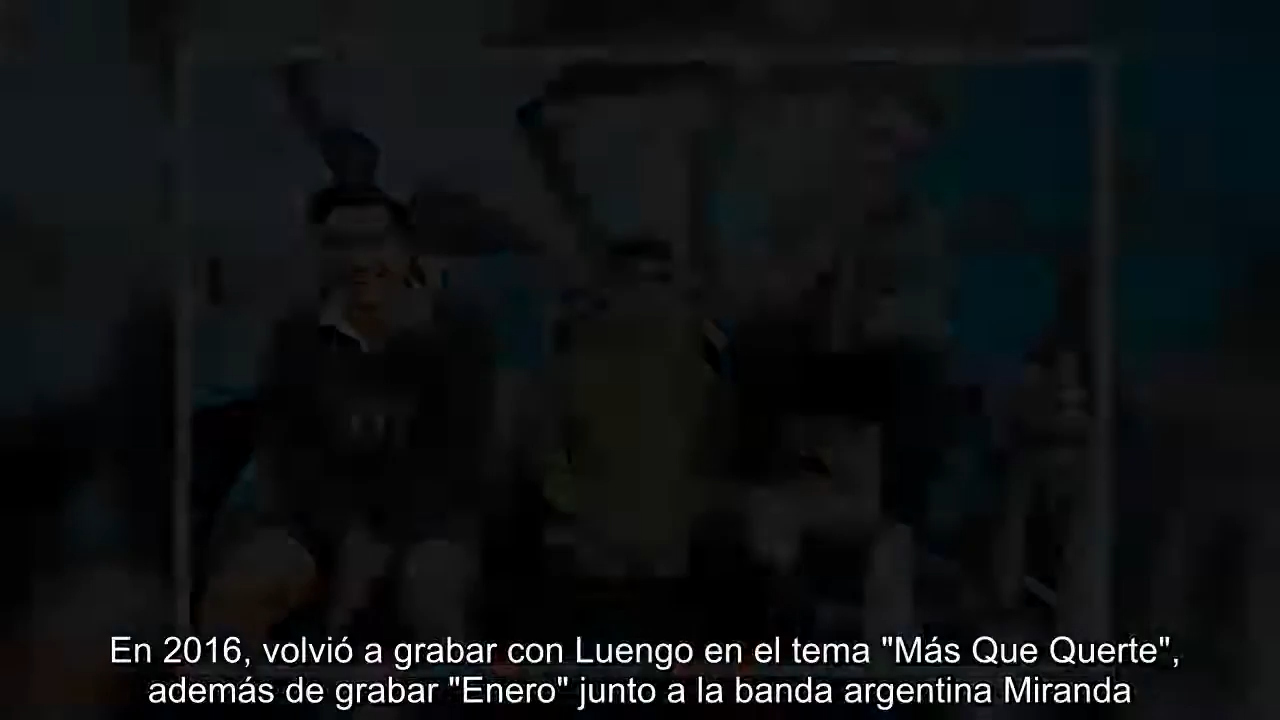 En 2016, volvió a grabar con Luengo en el tema "Más Que Querte",
además de grabar "Enero" junto a la banda argentina Miranda